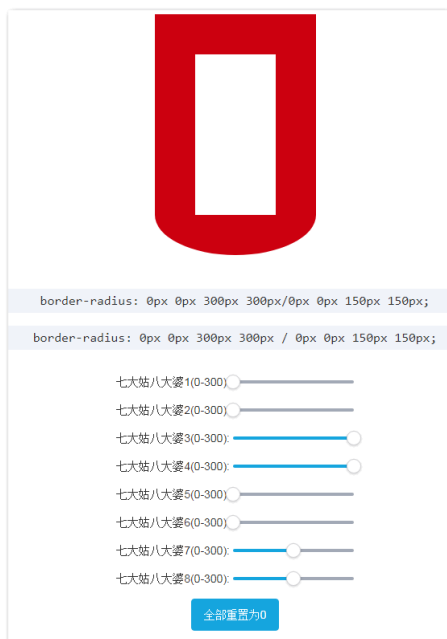 border-radius: 0px 0px 300px 300px/0px 0px 150px 150px;
border-radius: 0px 0px 300px 300px / 0px 0px 150px 150px;
七大姑八大婆1(0-300):
七大姑八大婆2(0-300):
七大姑八大婆3(0-300):
七大姑八大婆4(0-300):
七大姑八大婆5(0-300):
七大姑八大婆6(0-300):
七大姑八大婆7(0-300):
七大姑八大婆8(0-300):
全部重置为0